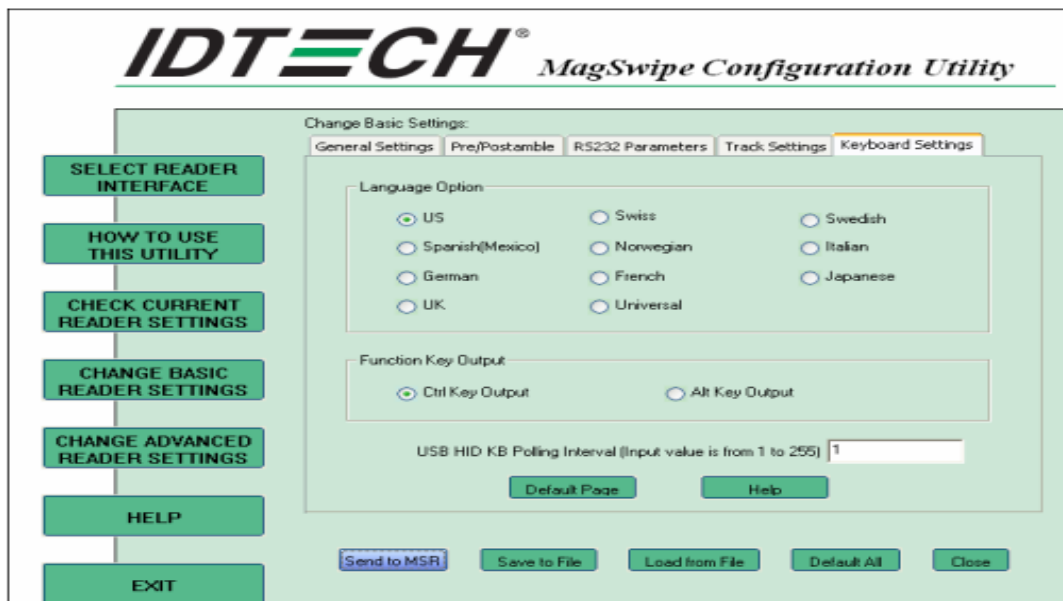 IDTECH®
MagSwipe Configuration Utility
Change Basic Settings:
General Settings Pre/Postamble RS232 Parameters Track Settings Keyboard Settings
SELECT READER
INTERFACE
HOW TO USE
THIS UTILITY
CHECK CURRENT
READER SETTINGS
CHANGE BASIC
READER SETTINGS
CHANGE ADVANCED
READER SETTINGS
HELP
EXIT
Language Option
US Swiss Swedish
Spanish(Mexico) Norwegian Italian
German French Japanese
UK Universal
Function Key Output
Ctrl Key Output Alt Key Output
USB HID KB Polling Interval (Input value is from 1 to 255) 1
Default Page Help
Send to MSR Save to File Load from File Default All Close